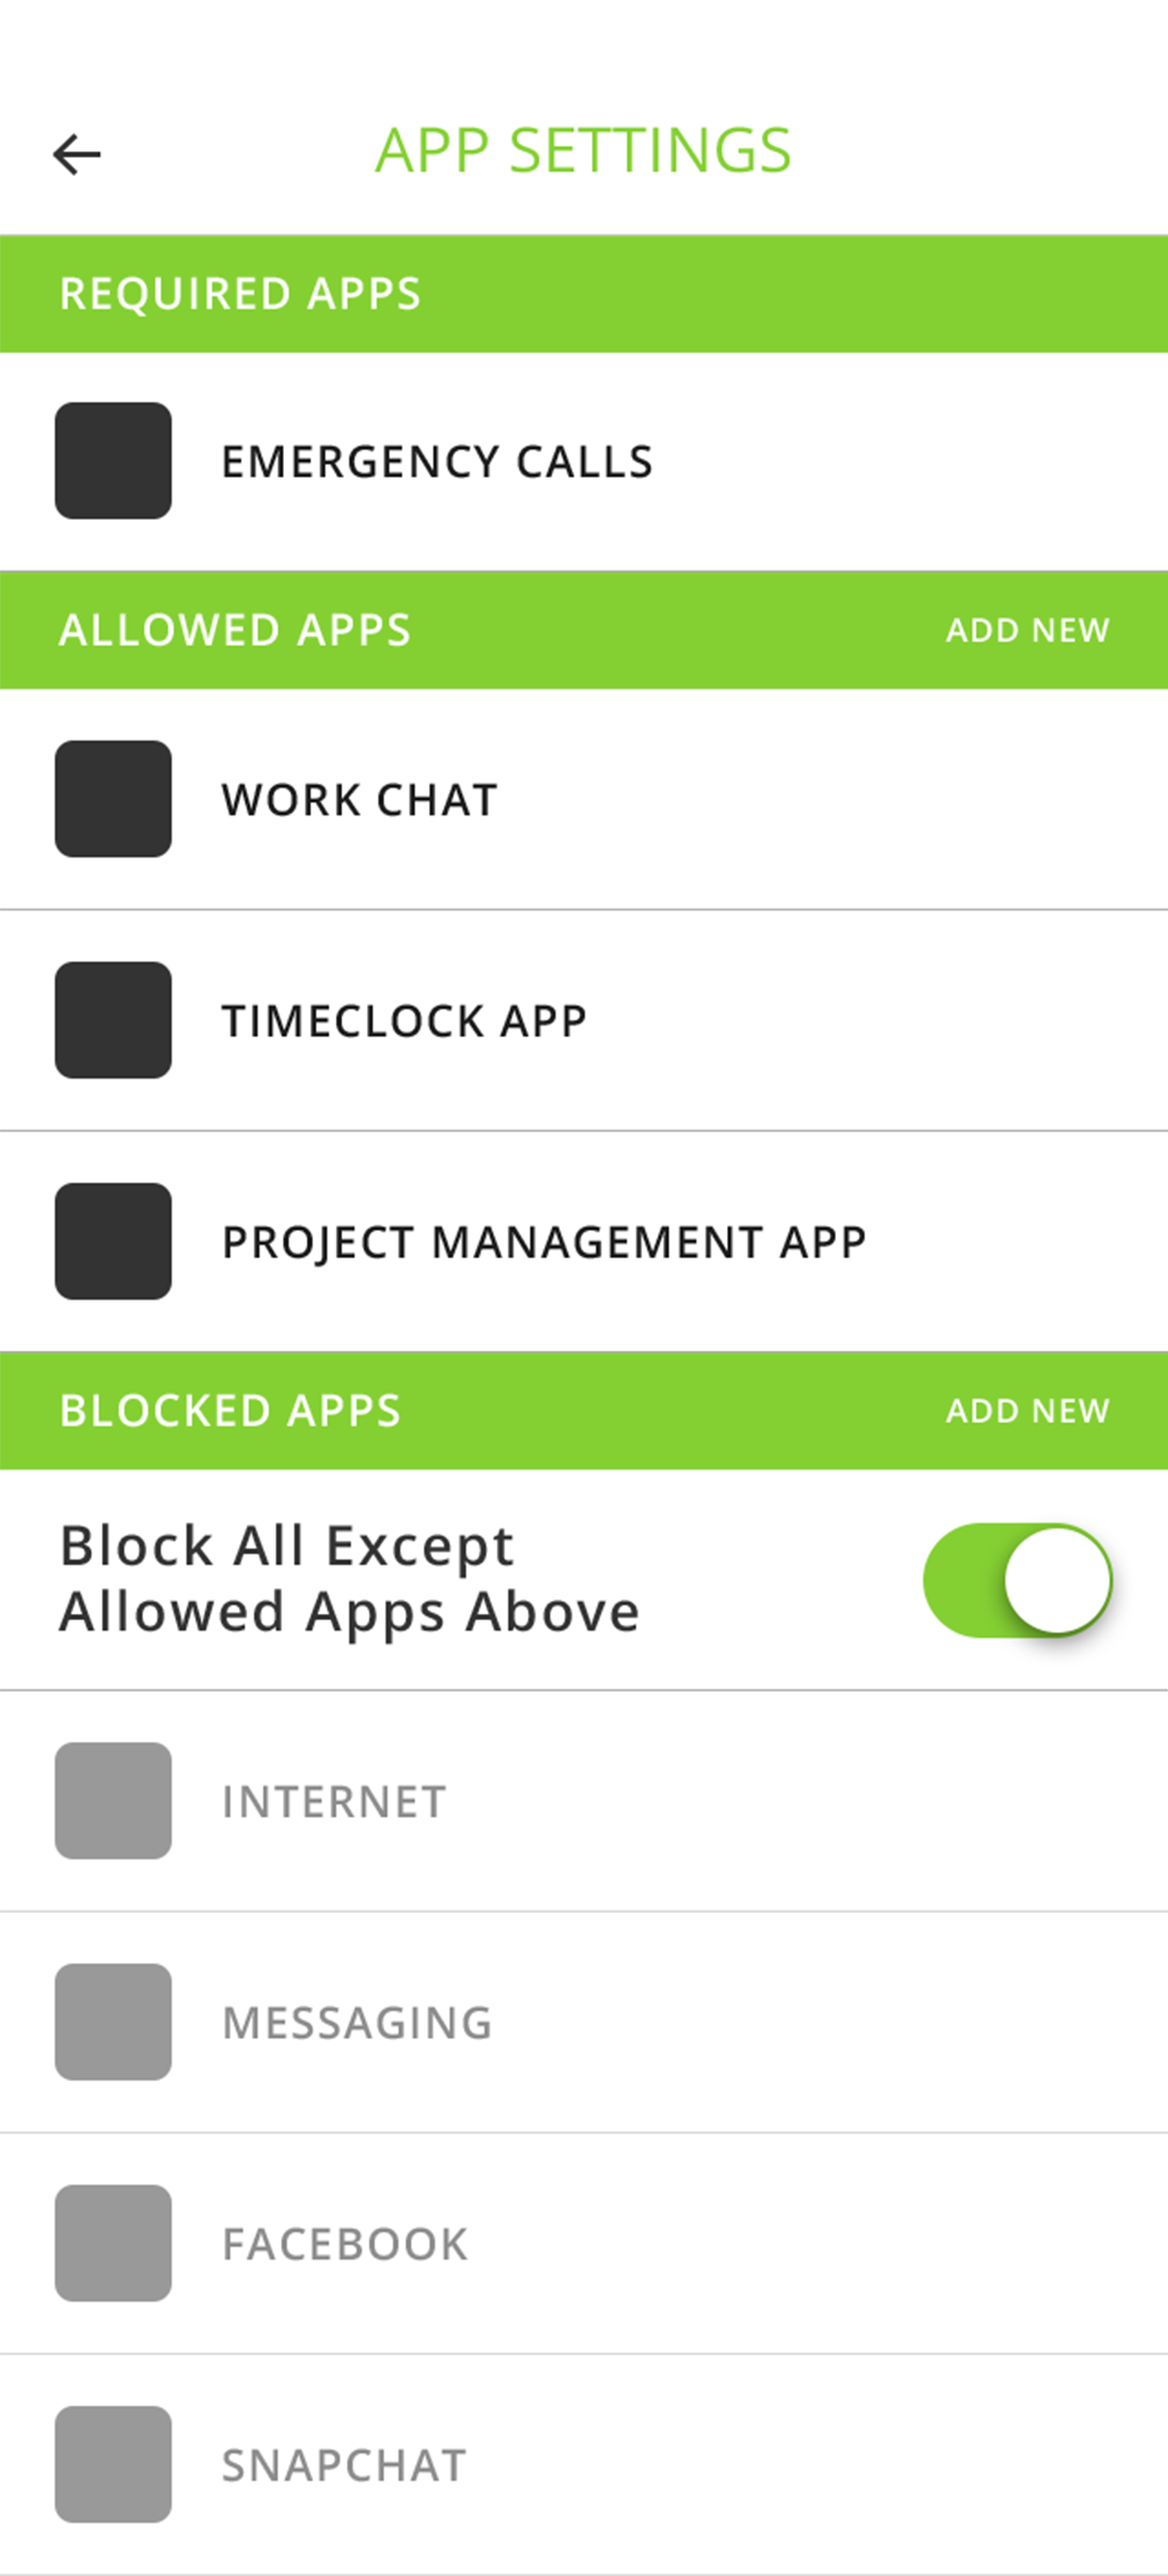 APP SETTINGS
REQUIRED APPS
EMERGENCY CALLS
ALLOWED APPS ADD NEW
WORK CHAT
TIMECLOCK APP
PROJECT MANAGEMENT APP
BLOCKED APPS ADD NEW
Block All Except
Allowed Apps Above
INTERNET
MESSAGING
FACEBOOK
SNAPCHAT